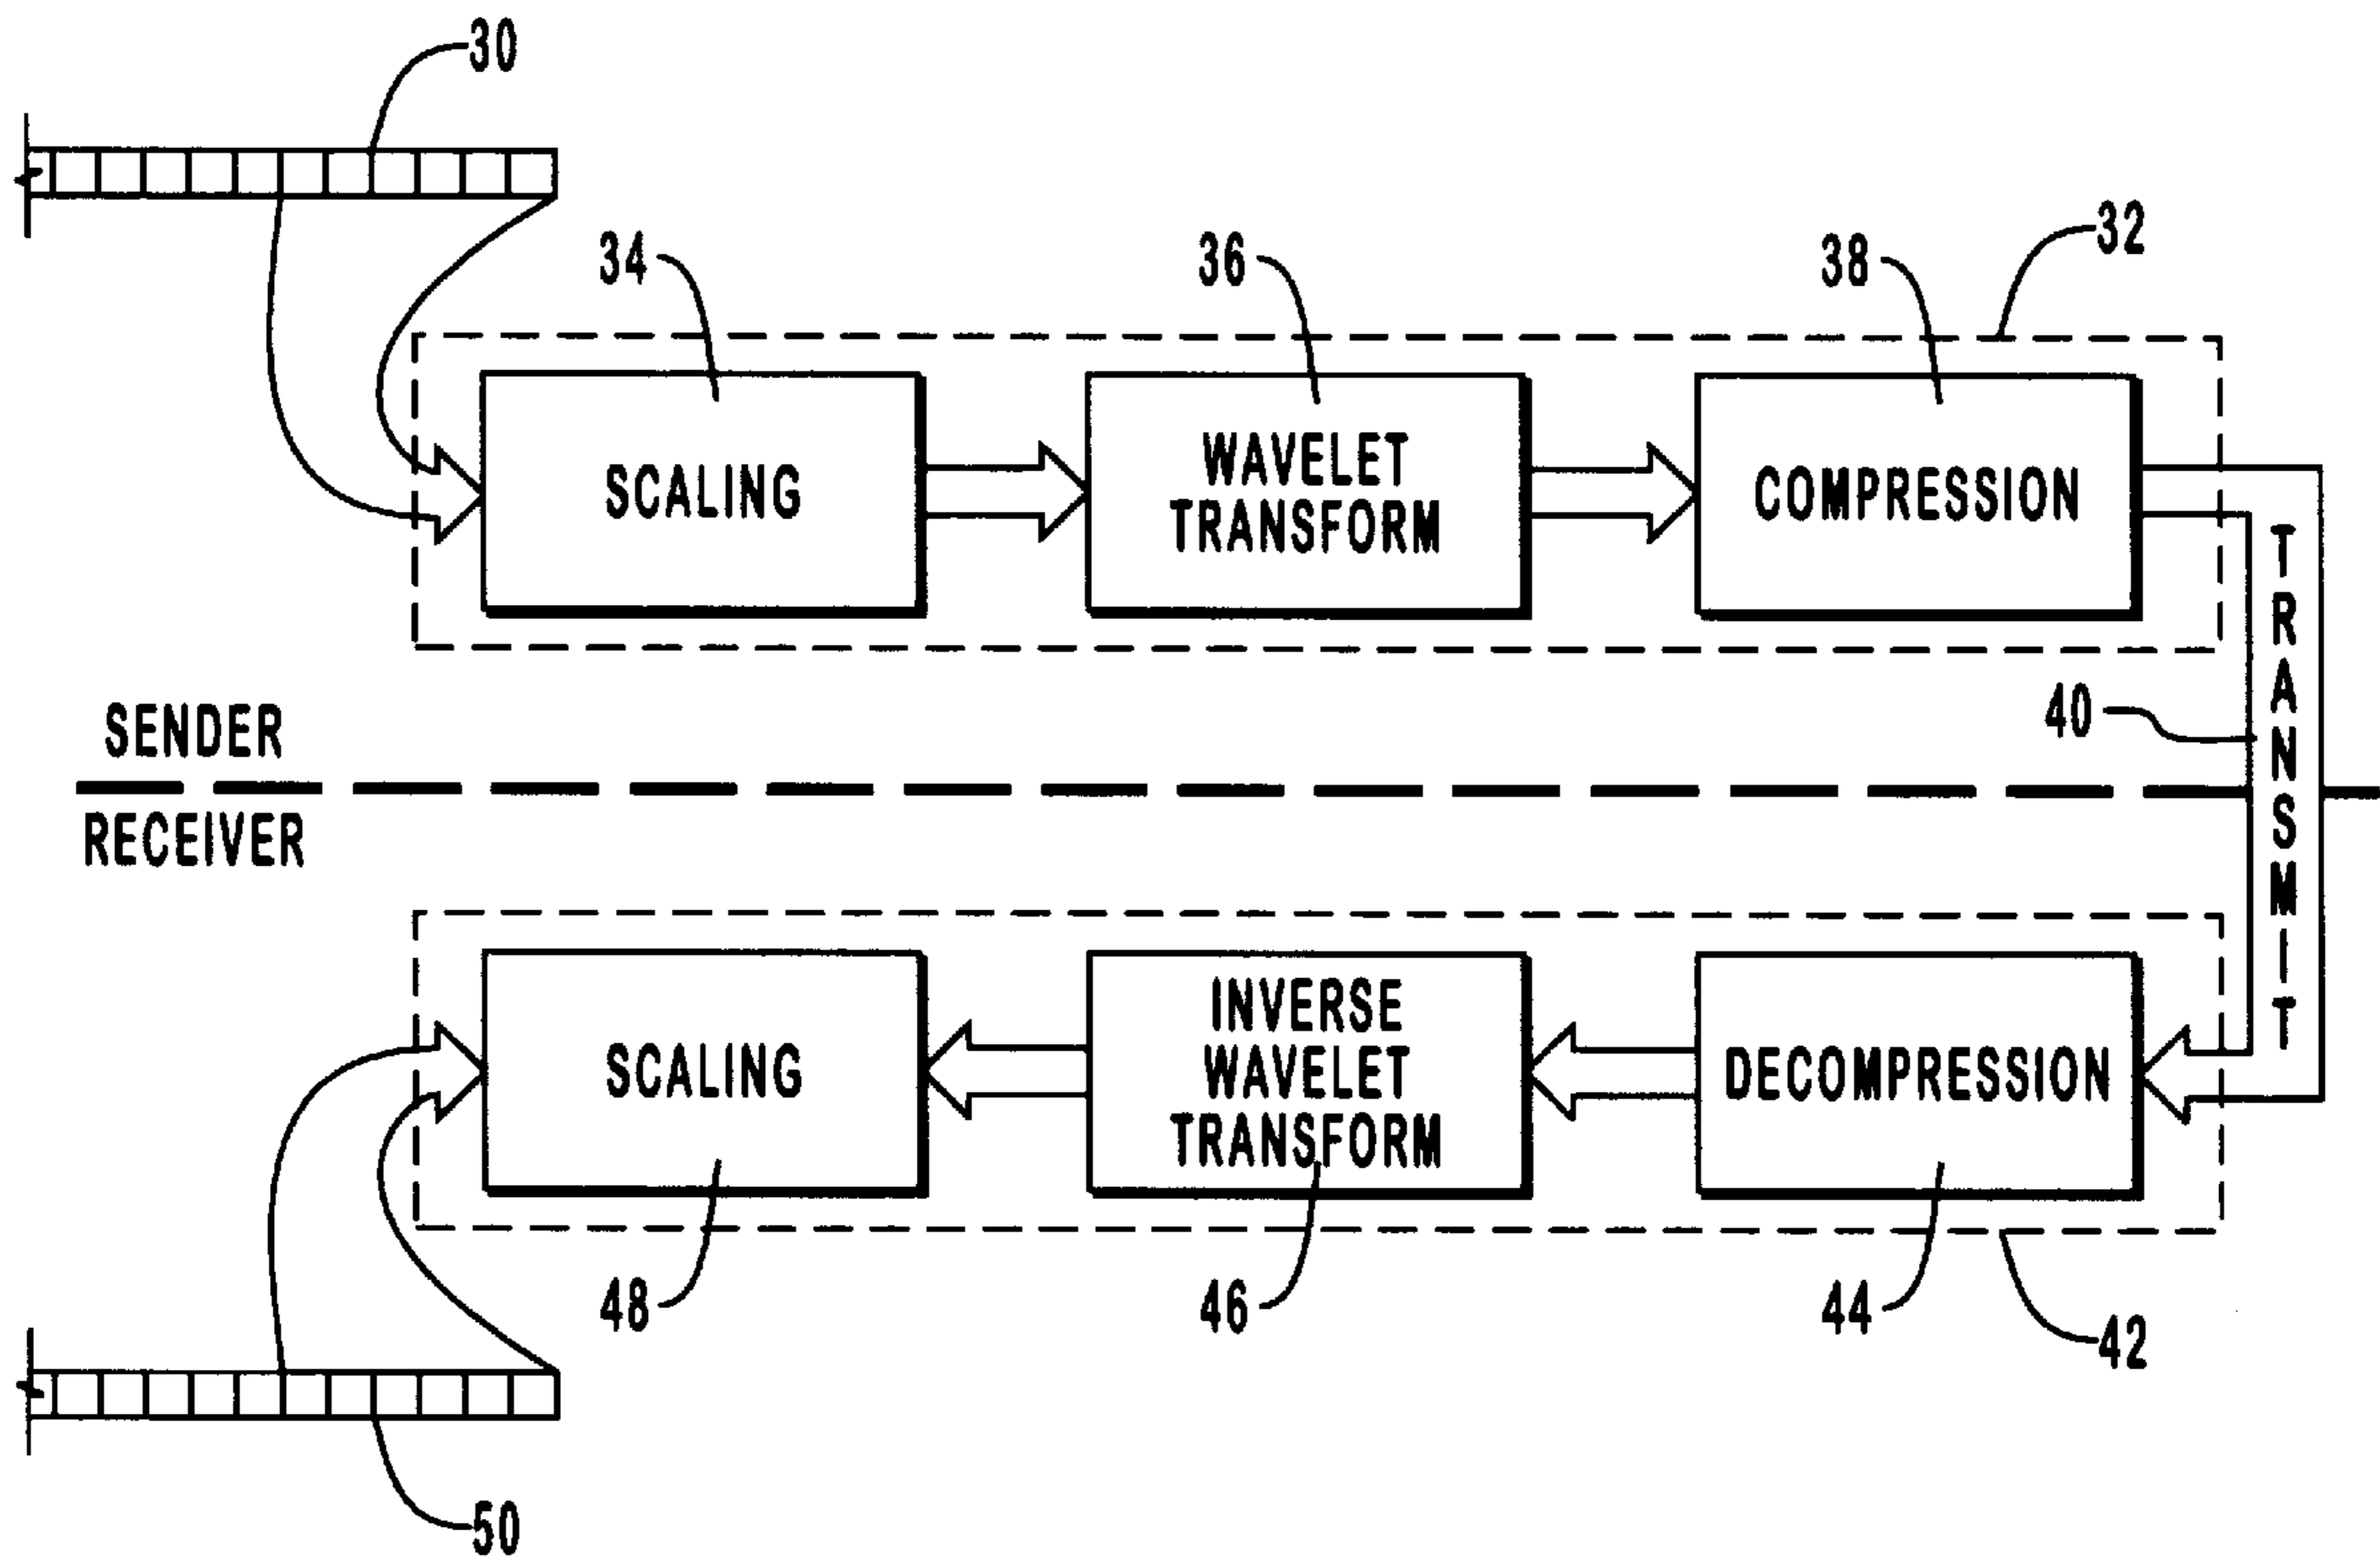 30
32
34
36
38
SCALING
WAVELET
TRANSFORM
COMPRESSION
TRANSMIT
40
SENDER
RECEIVER
SCALING
INVERSE
WAVELET
TRANSFORM
DECOMPRESSION
48
46
44
42
50